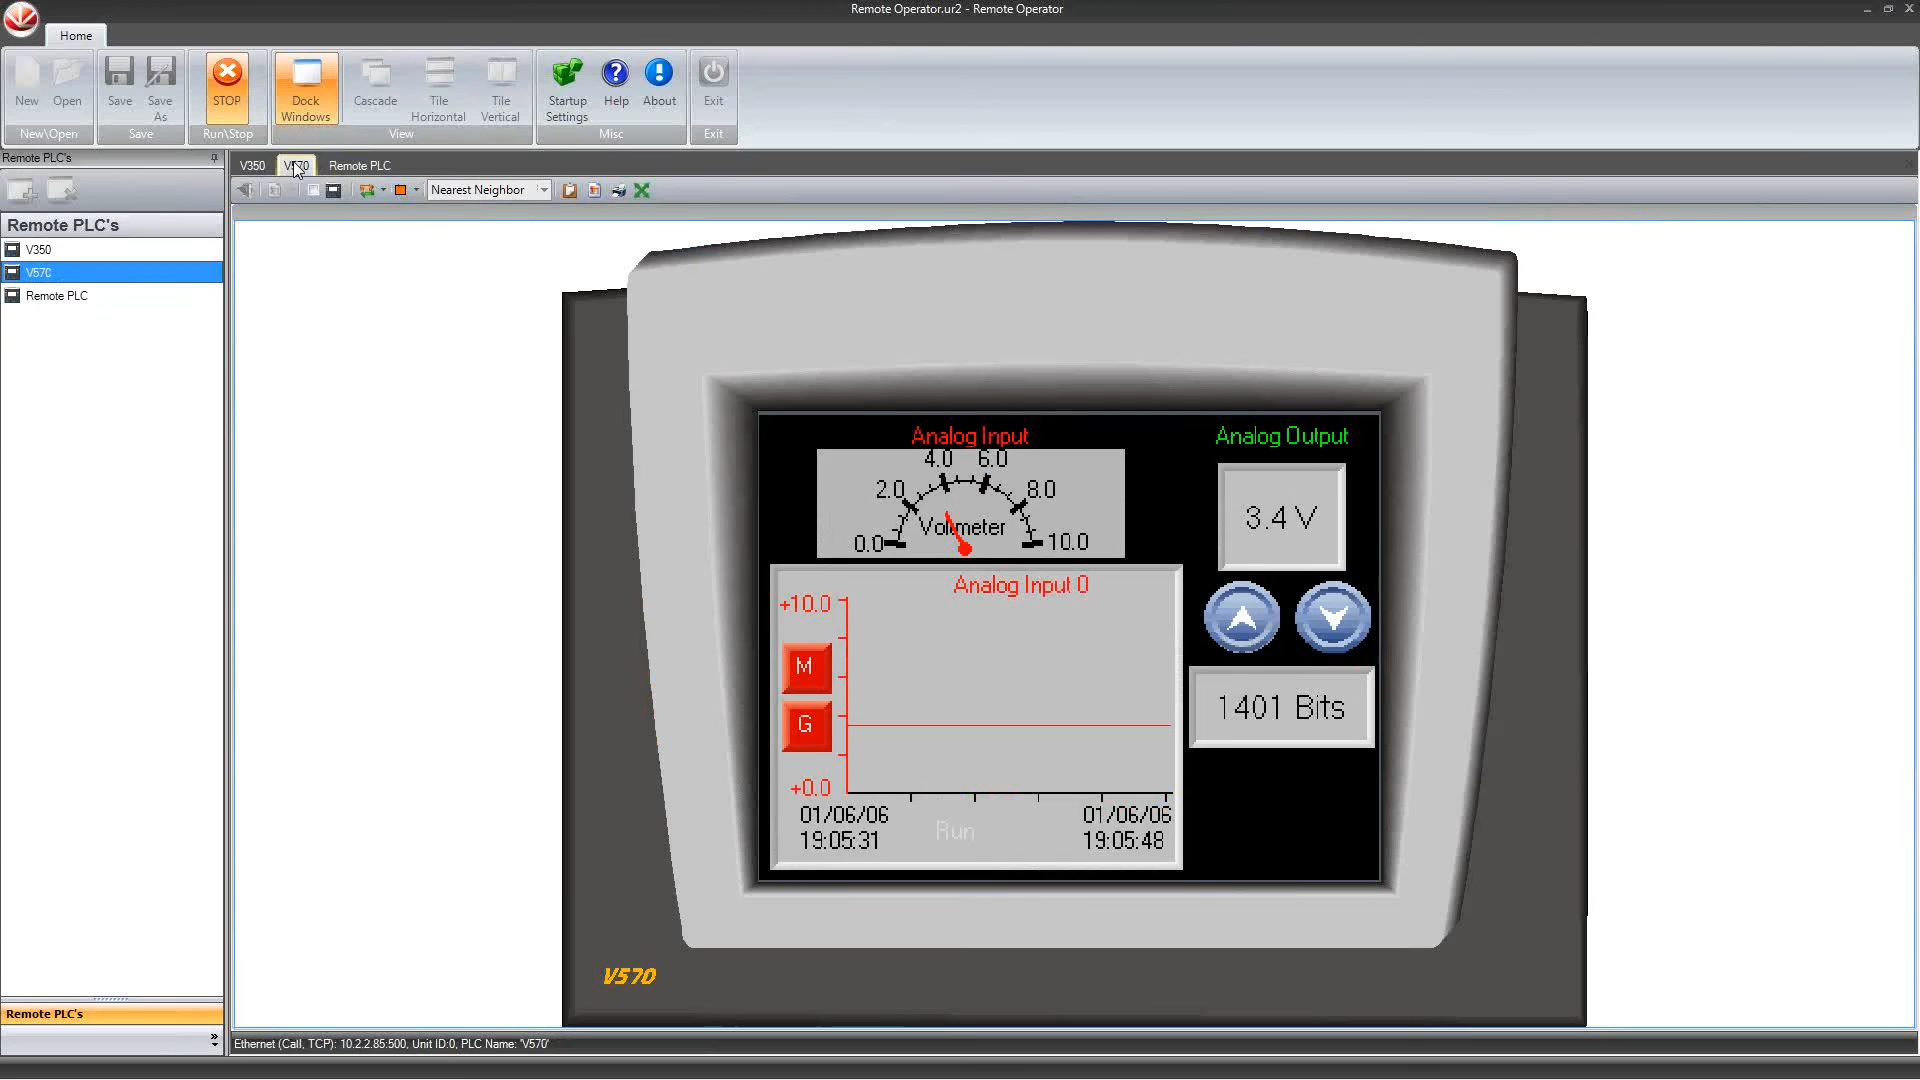 Remote Operator.ur2 - Remote Operator
Home
New
Open
Save
Save As
STOP
Dock Windows
Cascade
Tile Horizontal
Tile Vertical
Startup Settings
Help
About
Exit
New\Open
Save
Run\Stop
View
Misc
Exit
Remote PLC's
V350
V570
Remote PLC
Nearest Neighbor
Remote PLC's
V350
V570
Remote PLC
Analog Input
Analog Output
4.0
6.0
2.0
8.0
Voltmeter
0.0
10.0
3.4 V
Analog Input 0
+10.0
M
G
1401 Bits
+0.0
01/06/06
19:05:31
Run
01/06/06
19:05:48
V570
Remote PLC's
Ethernet (Call, TCP): 10.2.2.85:500, Unit ID:0, PLC Name: 'V570'